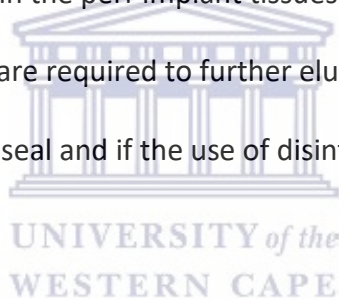 in the peri-implant tissues
are required to further elu
seal and if the use of disin
UNIVERSITY of the
WESTERN CAPE